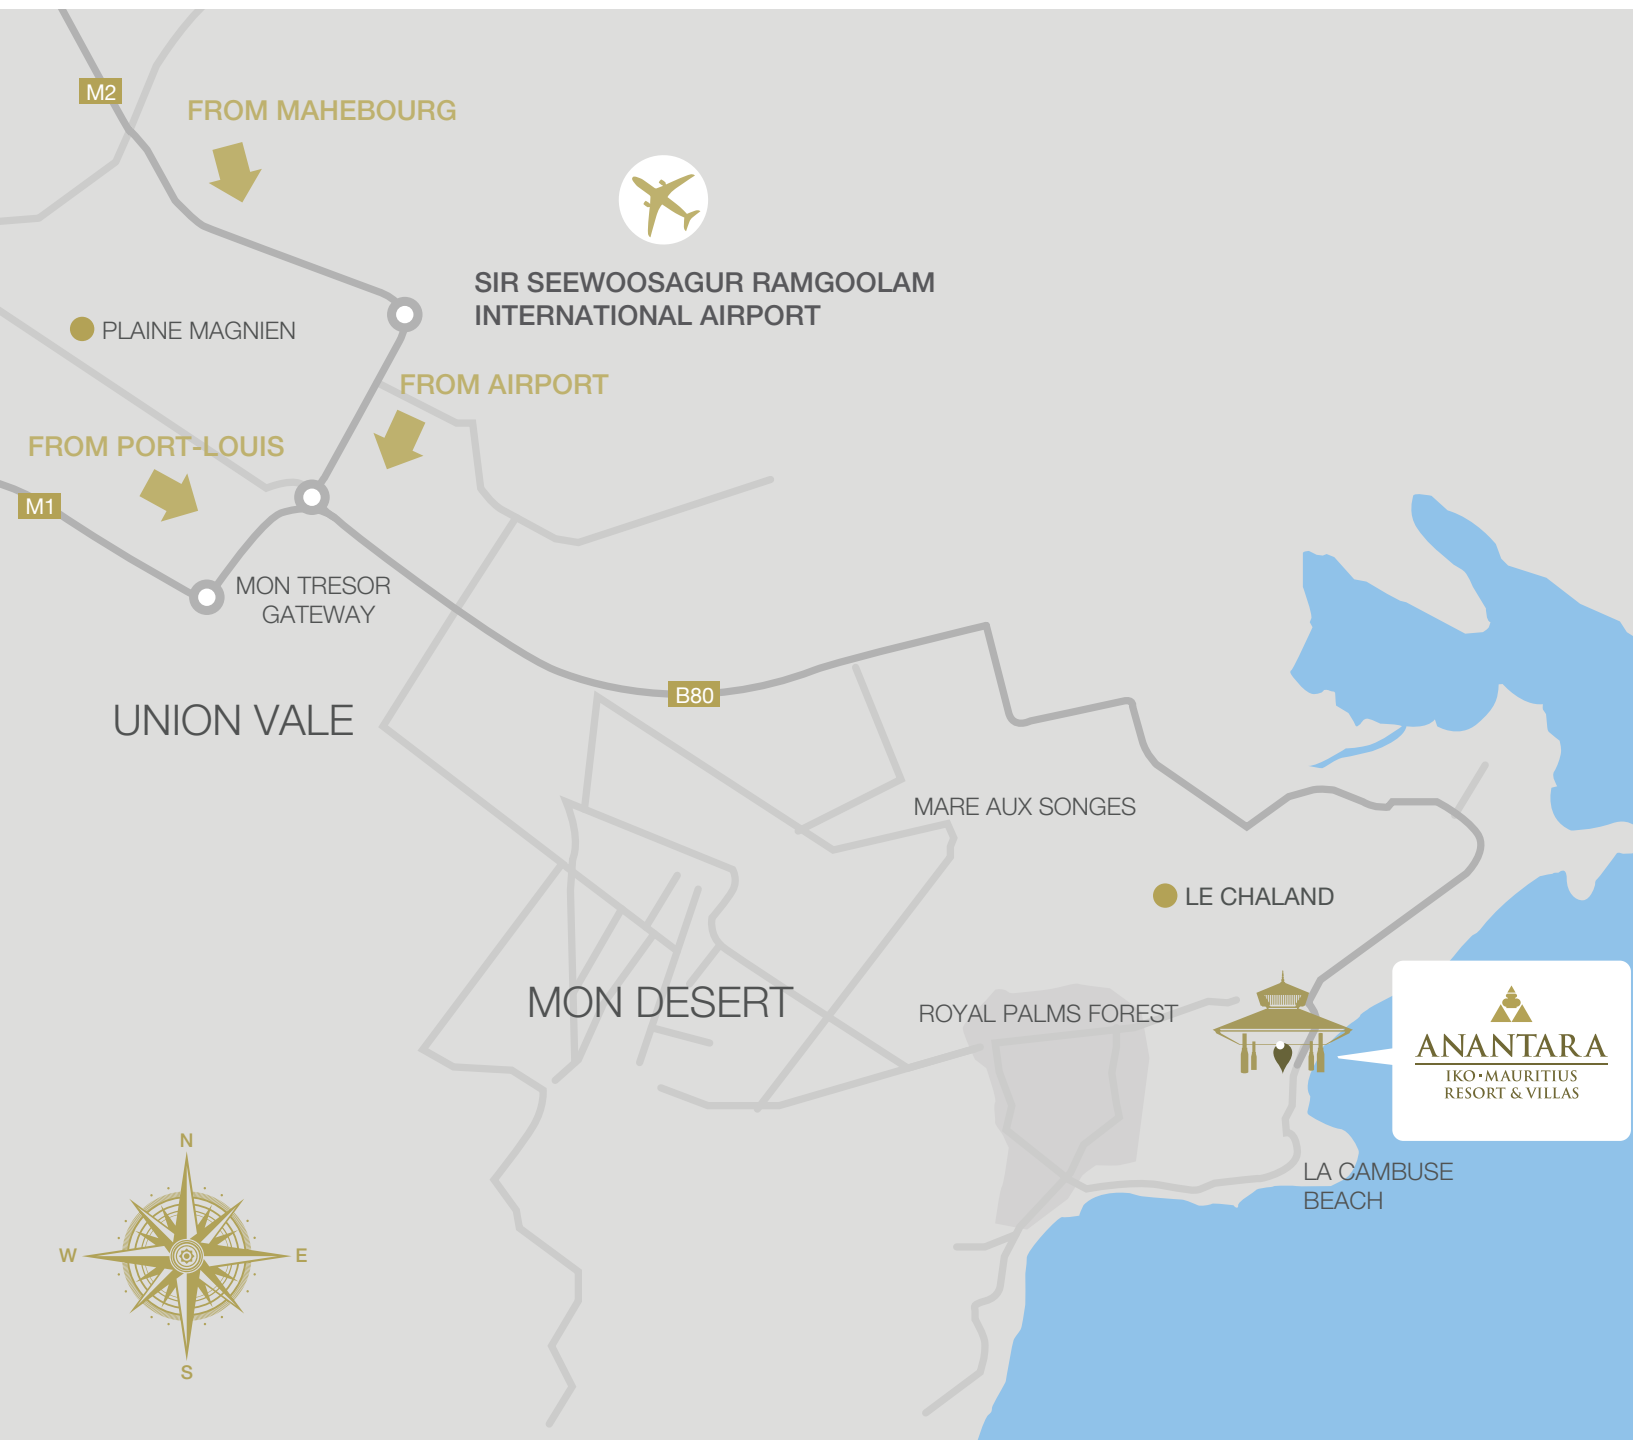 M2
FROM MAHEBOURG
SIR SEEWOOSAGUR RAMGOOLAM
INTERNATIONAL AIRPORT
PLAINE MAGNIEN
FROM AIRPORT
FROM PORT-LOUIS
M1
MON TRESOR
GATEWAY
UNION VALE
B80
MARE AUX SONGES
LE CHALAND
MON DESERT
ROYAL PALMS FOREST
ANANTARA
IKO·MAURITIUS
RESORT & VILLAS
LA CAMBUSE
BEACH
N
W
E
S